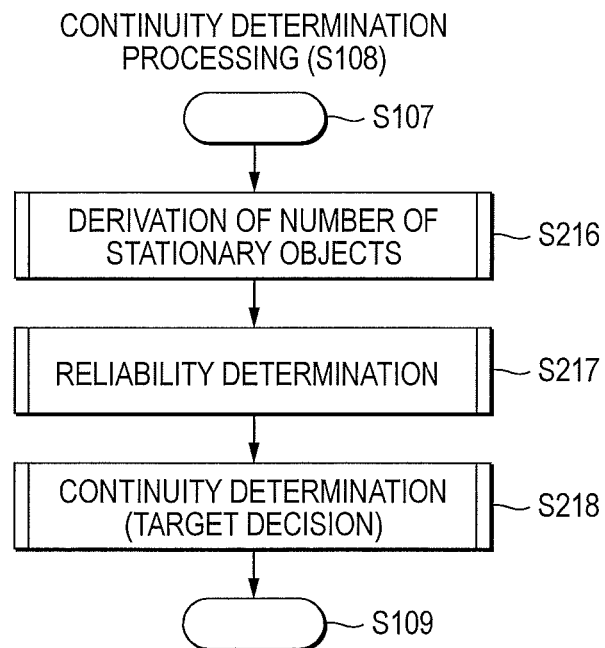 CONTINUITY DETERMINATION
PROCESSING (S108)
S107
DERIVATION OF NUMBER OF
STATIONARY OBJECTS
S216
RELIABILITY DETERMINATION
S217
CONTINUITY DETERMINATION
(TARGET DECISION)
S218
S109